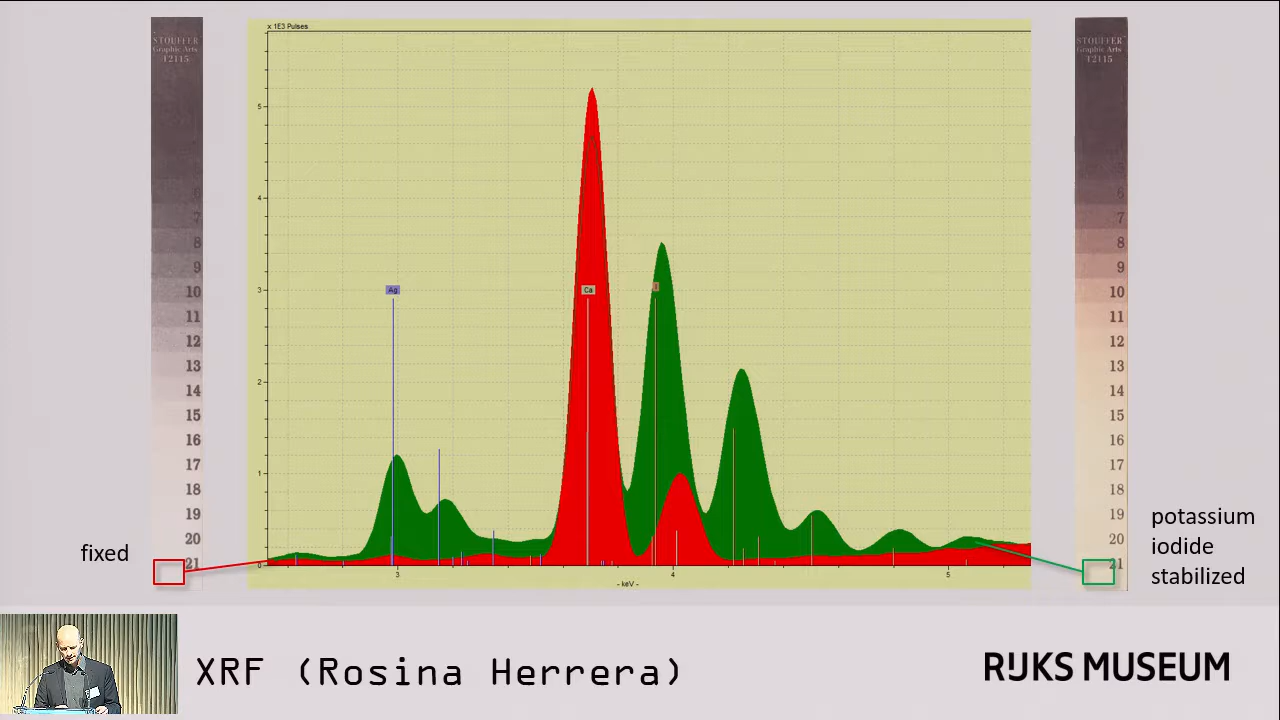 x 1E3 Pulses
STOUFFER
Graphic Arts
T2115
6
7
8
9
10
11
12
13
14
15
16
17
18
19
20
21
5
4
3
2
1
0
Ag
Ca
I
3
4
5
- keV -
STOUFFER
Graphic Arts
T2115
5
6
7
8
9
10
11
12
13
14
15
16
17
18
19
20
21
fixed
potassium
iodide
stabilized
XRF (Rosina Herrera)
RIJKS MUSEUM